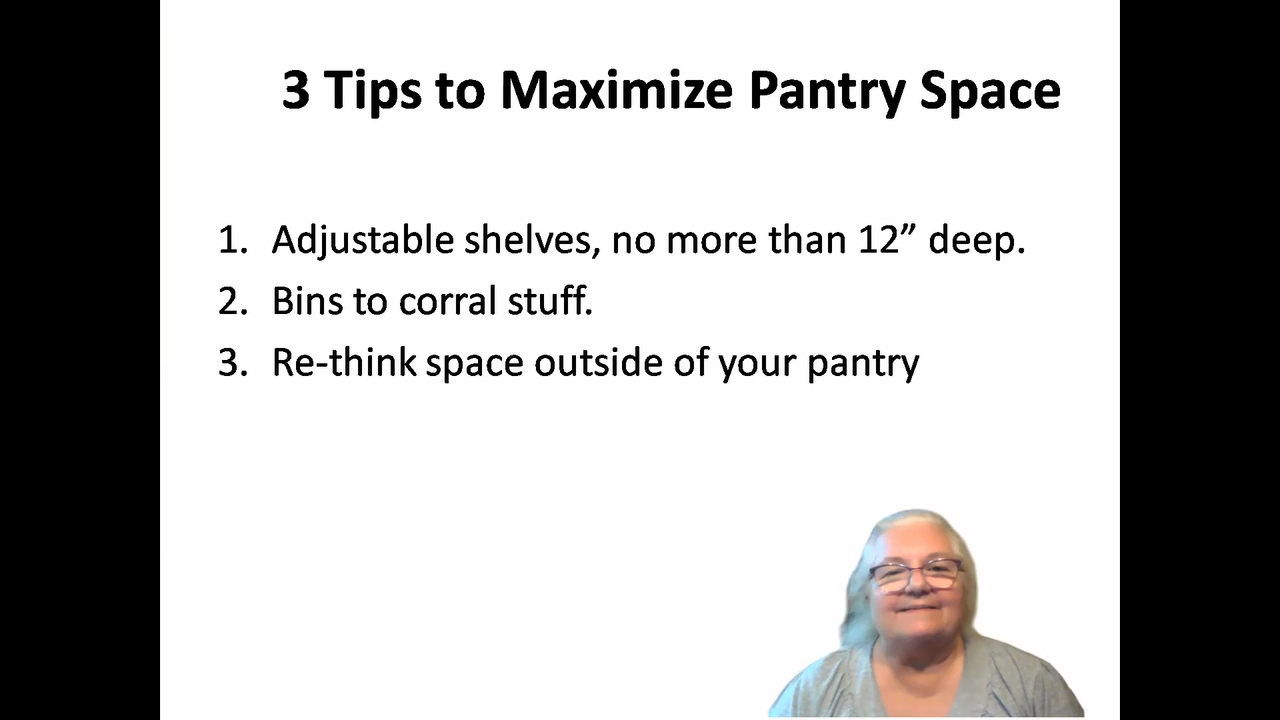 3 Tips to Maximize Pantry Space
1. Adjustable shelves, no more than 12” deep.
2. Bins to corral stuff.
3. Re-think space outside of your pantry